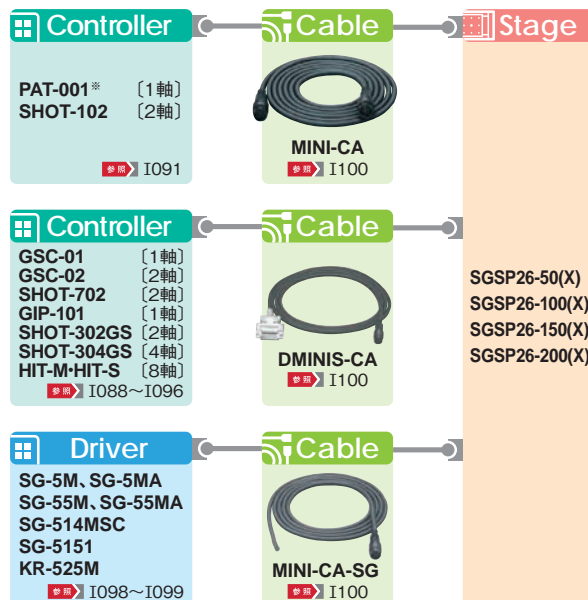 Controller
Cable
Stage
PAT-001※ 〔1軸〕
SHOT-102 〔2軸〕
参照 I091
MINI-CA
参照 I100
Controller
Cable
GSC-01 〔1軸〕
GSC-02 〔2軸〕
SHOT-702 〔2軸〕
GIP-101 〔1軸〕
SHOT-302GS 〔2軸〕
SHOT-304GS 〔4軸〕
HIT-M･HIT-S 〔8軸〕
参照 I088～I096
DMINIS-CA
参照 I100
SGSP26-50(X)
SGSP26-100(X)
SGSP26-150(X)
SGSP26-200(X)
Driver
Cable
SG-5M、SG-5MA
SG-55M、SG-55MA
SG-514MSC
SG-5151
KR-525M
参照 I098～I099
MINI-CA-SG
参照 I100